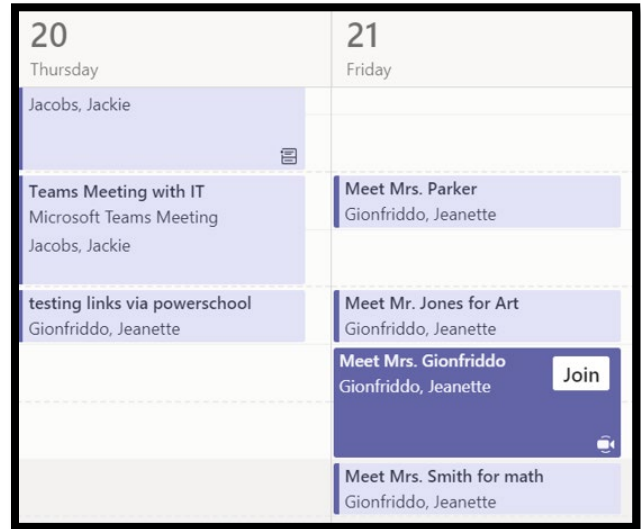 20
Thursday
Jacobs, Jackie
Teams Meeting with IT
Microsoft Teams Meeting
Jacobs, Jackie
testing links via powerschool
Gionfriddo, Jeanette
21
Friday
Meet Mrs. Parker
Gionfriddo, Jeanette
Meet Mr. Jones for Art
Gionfriddo, Jeanette
Meet Mrs. Gionfriddo
Gionfriddo, Jeanette
Join
Meet Mrs. Smith for math
Gionfriddo, Jeanette